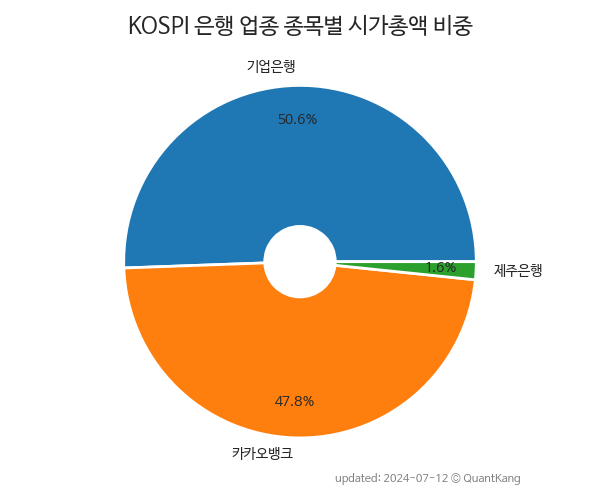 KOSPI 은행 업종 종목별 시가총액 비중
기업은행
50.6%
1.6%
제주은행
47.8%
카카오뱅크
updated: 2024-07-12 © QuantKang